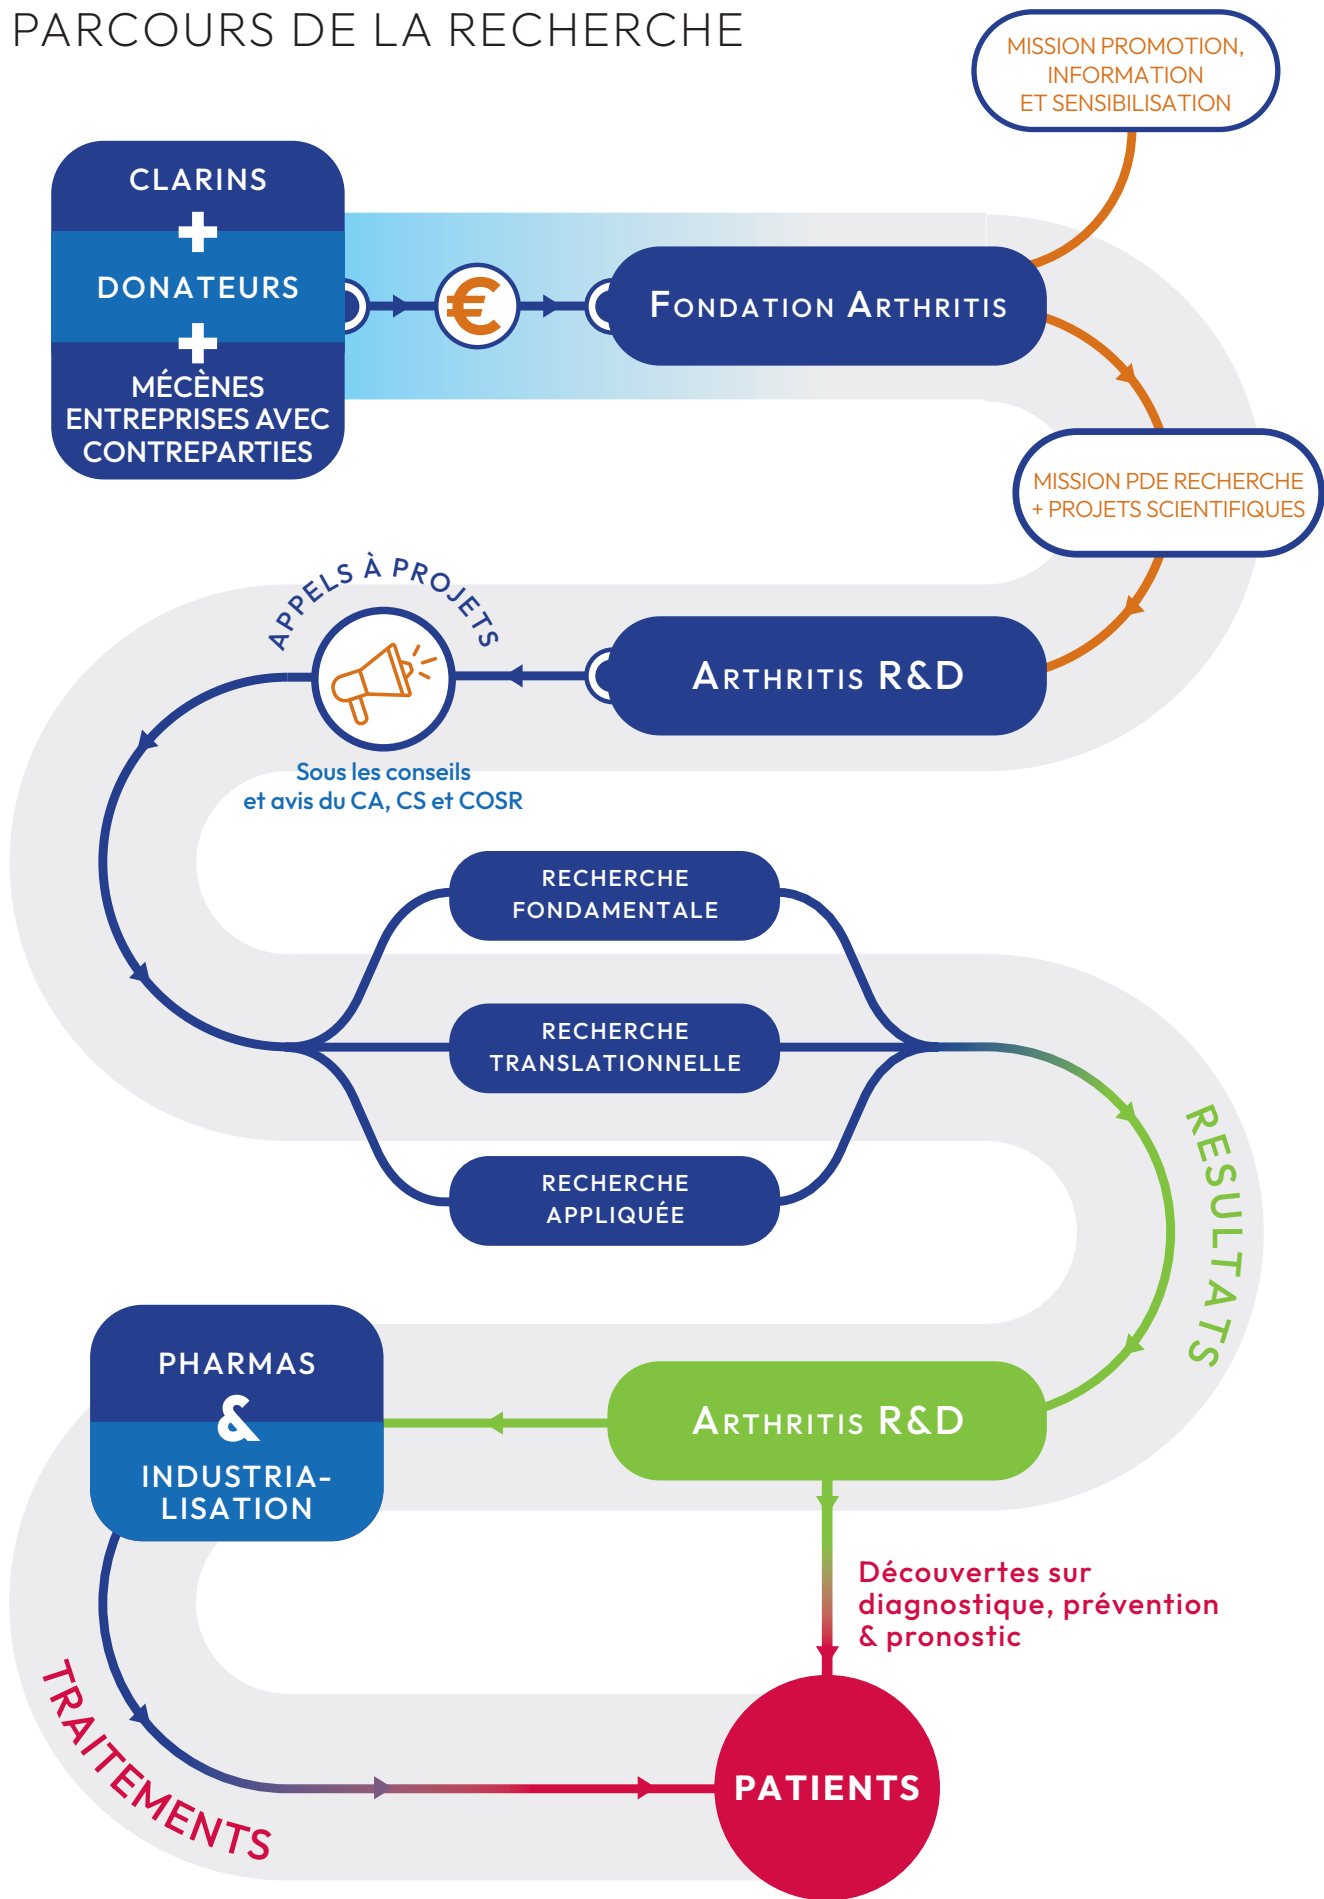 PARCOURS DE LA RECHERCHE
MISSION PROMOTION,
INFORMATION
ET SENSIBILISATION
CLARINS
+
DONATEURS
+
MÉCÈNES
ENTREPRISES AVEC
CONTREPARTIES
€
FONDATION ARTHRITIS
MISSION PDE RECHERCHE
+ PROJETS SCIENTIFIQUES
APPELS À PROJETS
ARTHRITIS R&D
Sous les conseils
et avis du CA, CS et COSR
RECHERCHE
FONDAMENTALE
RECHERCHE
TRANSLATIONNELLE
RECHERCHE
APPLIQUÉE
RESULTATS
PHARMAS
&
INDUSTRIA-
LISATION
ARTHRITIS R&D
Découvertes sur
diagnostique, prévention
& pronostic
TRAITEMENTS
PATIENTS